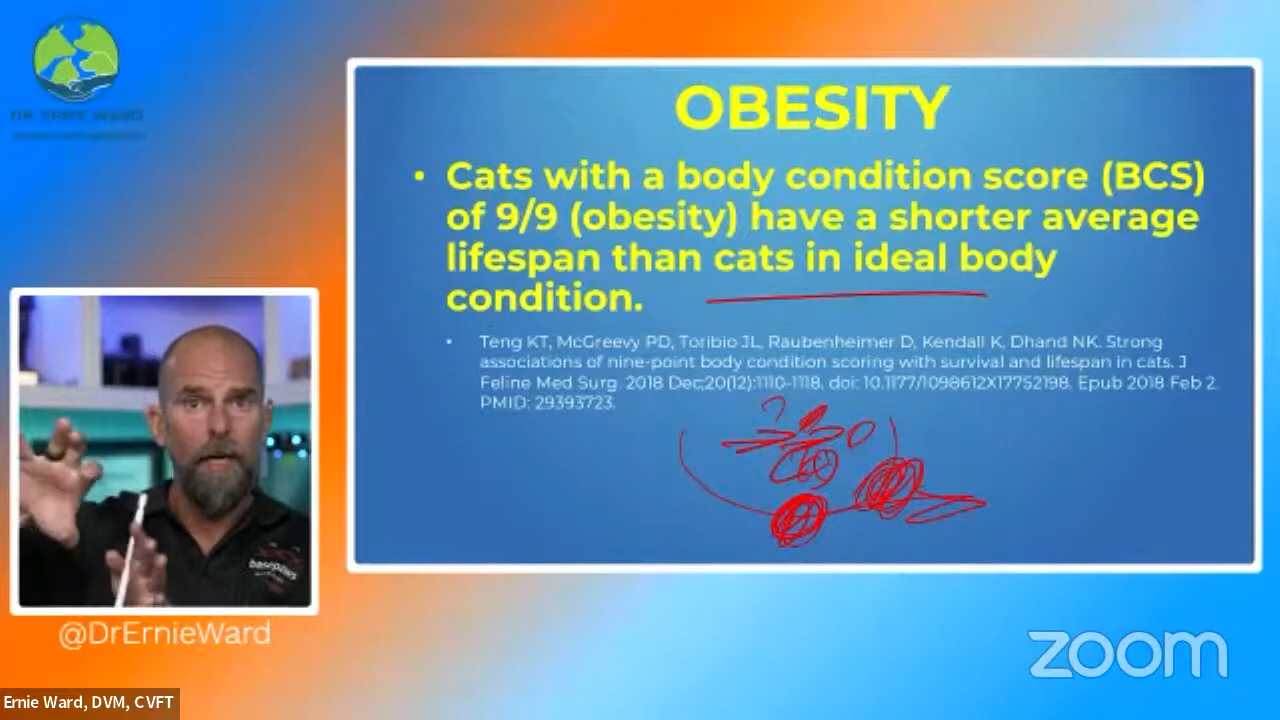 DR ERNIE WARD
OBESITY
• Cats with a body condition score (BCS)
of 9/9 (obesity) have a shorter average
lifespan than cats in ideal body
condition.
• Teng KT, McGreevy PD, Toribio JL, Raubenheimer D, Kendall K, Dhand NK. Strong
associations of nine-point body condition scoring with survival and lifespan in cats. J
Feline Med Surg. 2018 Dec;20(12):1110-1118. doi: 10.1177/1098612X17752198. Epub 2018 Feb 2.
PMID: 29393723.
basepaws
@DrErnieWard
zoom
Ernie Ward, DVM, CVFT